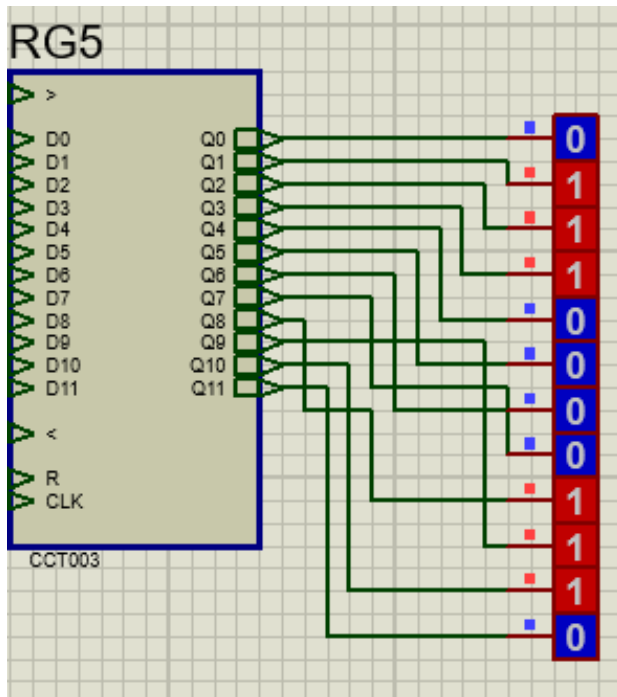 RG5
>
D0 Q0 0
D1 Q1 1
D2 Q2 1
D3 Q3 1
D4 Q4 0
D5 Q5 0
D6 Q6 0
D7 Q7 0
D8 Q8 1
D9 Q9 1
D10 Q10 1
D11 Q11 0
<
R
CLK
CCT003